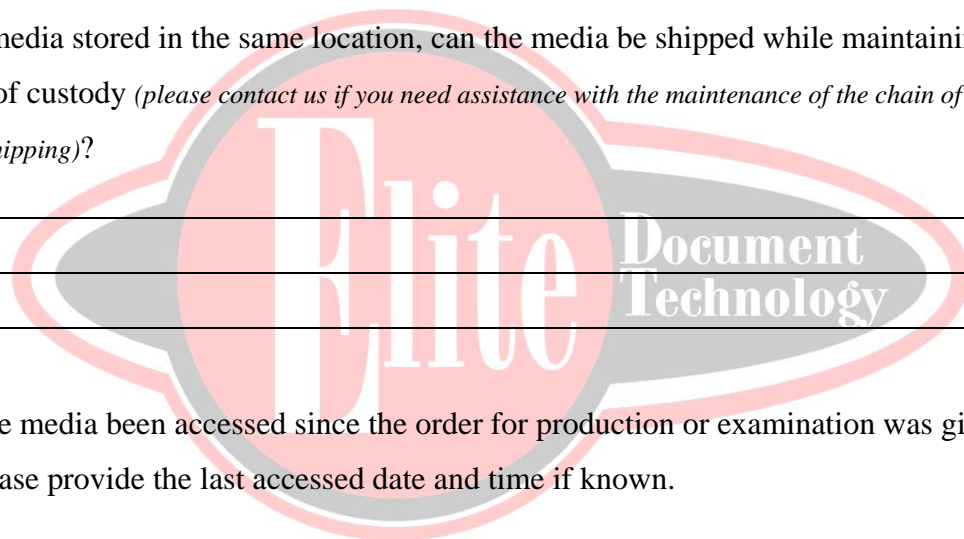 media stored in the same location, can the media be shipped while maintaini
of custody (please contact us if you need assistance with the maintenance of the chain of
hipping)?
Elite Document
Technology
e media been accessed since the order for production or examination was gi
ase provide the last accessed date and time if known.